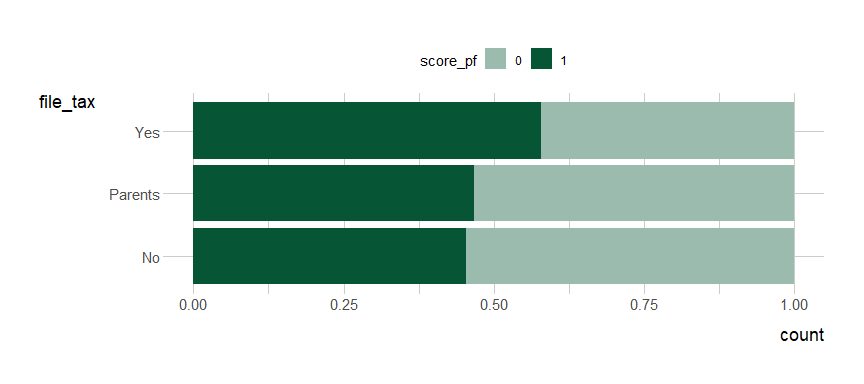 score_pf 0 1
file_tax
Yes
Parents
No
0.00 0.25 0.50 0.75 1.00
count